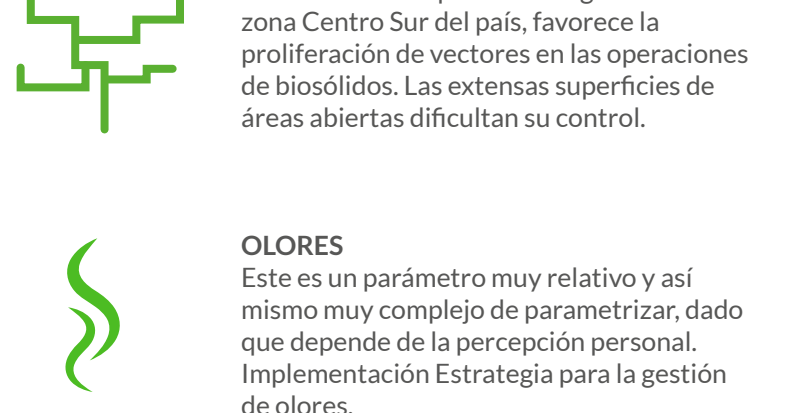 zona Centro Sur del país, favorece la
proliferación de vectores en las operaciones
de biosólidos. Las extensas superficies de
áreas abiertas dificultan su control.
OLORES
Este es un parámetro muy relativo y así
mismo muy complejo de parametrizar, dado
que depende de la percepción personal.
Implementación Estrategia para la gestión
de olores.